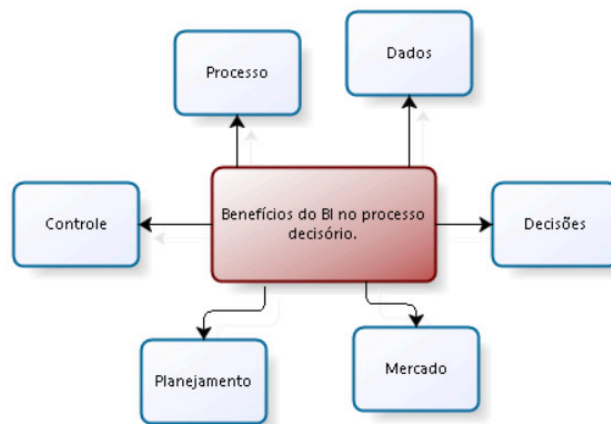 Processo
Dados
Controle
Benefícios do BI no processo
decisório.
Decisões
Planejamento
Mercado